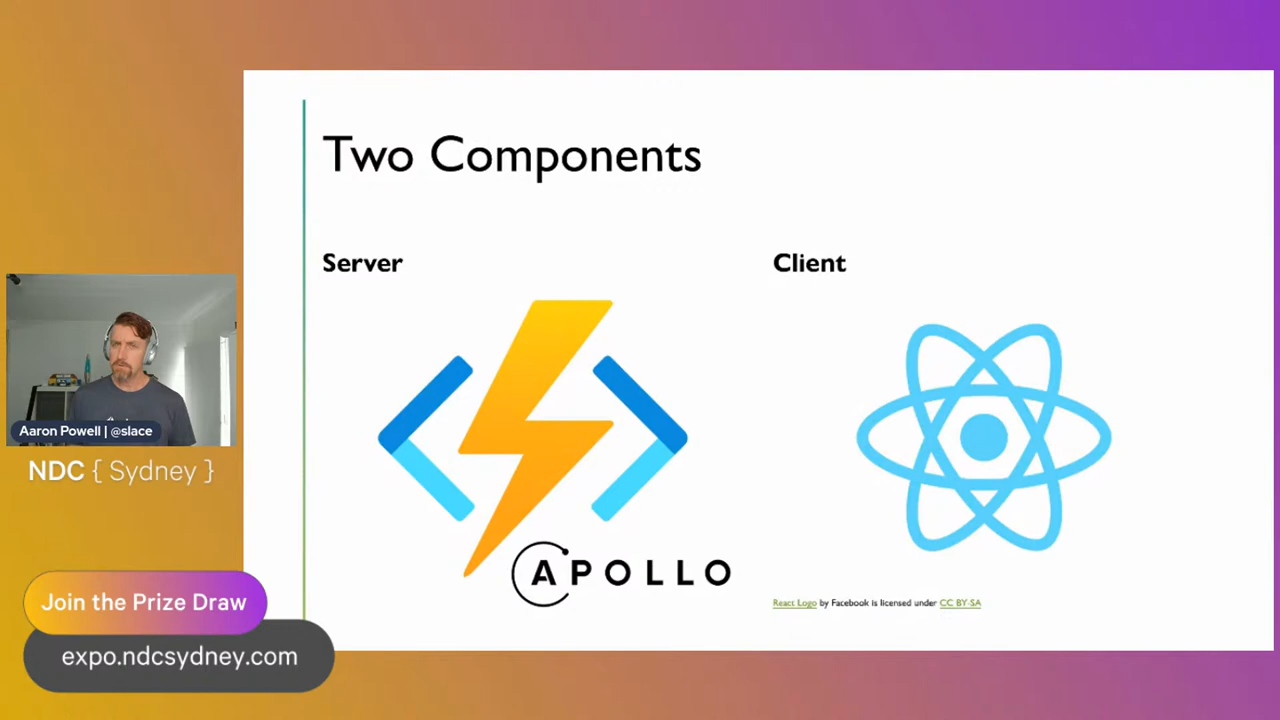 Two Components
Server
Client
APOLLO
React Logo by Facebook is licensed under CC BY-SA
Aaron Powell | @slace
NDC { Sydney }
Join the Prize Draw
expo.ndcsydney.com